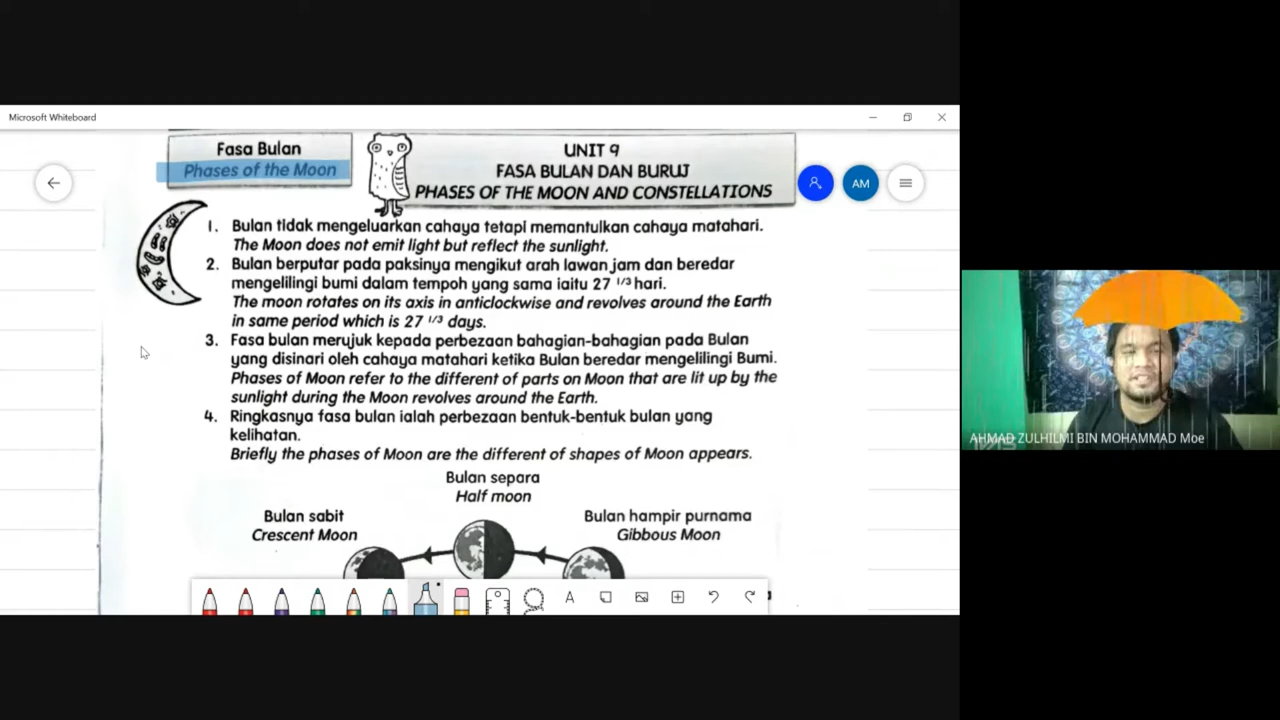 Microsoft Whiteboard
Fasa Bulan
Phases of the Moon
UNIT 9
FASA BULAN DAN BURUJ
PHASES OF THE MOON AND CONSTELLATIONS
AM
1. Bulan tidak mengeluarkan cahaya tetapi memantulkan cahaya matahari.
The Moon does not emit light but reflect the sunlight.
2. Bulan berputar pada paksinya mengikut arah lawan jam dan beredar
mengelilingi bumi dalam tempoh yang sama iaitu 27 1/3 hari.
The moon rotates on its axis in anticlockwise and revolves around the Earth
in same period which is 27 1/3 days.
3. Fasa bulan merujuk kepada perbezaan bahagian-bahagian pada Bulan
yang disinari oleh cahaya matahari ketika Bulan beredar mengelilingi Bumi.
Phases of Moon refer to the different of parts on Moon that are lit up by the
sunlight during the Moon revolves around the Earth.
4. Ringkasnya fasa bulan ialah perbezaan bentuk-bentuk bulan yang
kelihatan.
Briefly the phases of Moon are the different of shapes of Moon appears.
Bulan separa
Half moon
Bulan sabit
Crescent Moon
Bulan hampir purnama
Gibbous Moon
A
AHMAD ZULHILMI BIN MOHAMMAD Moe